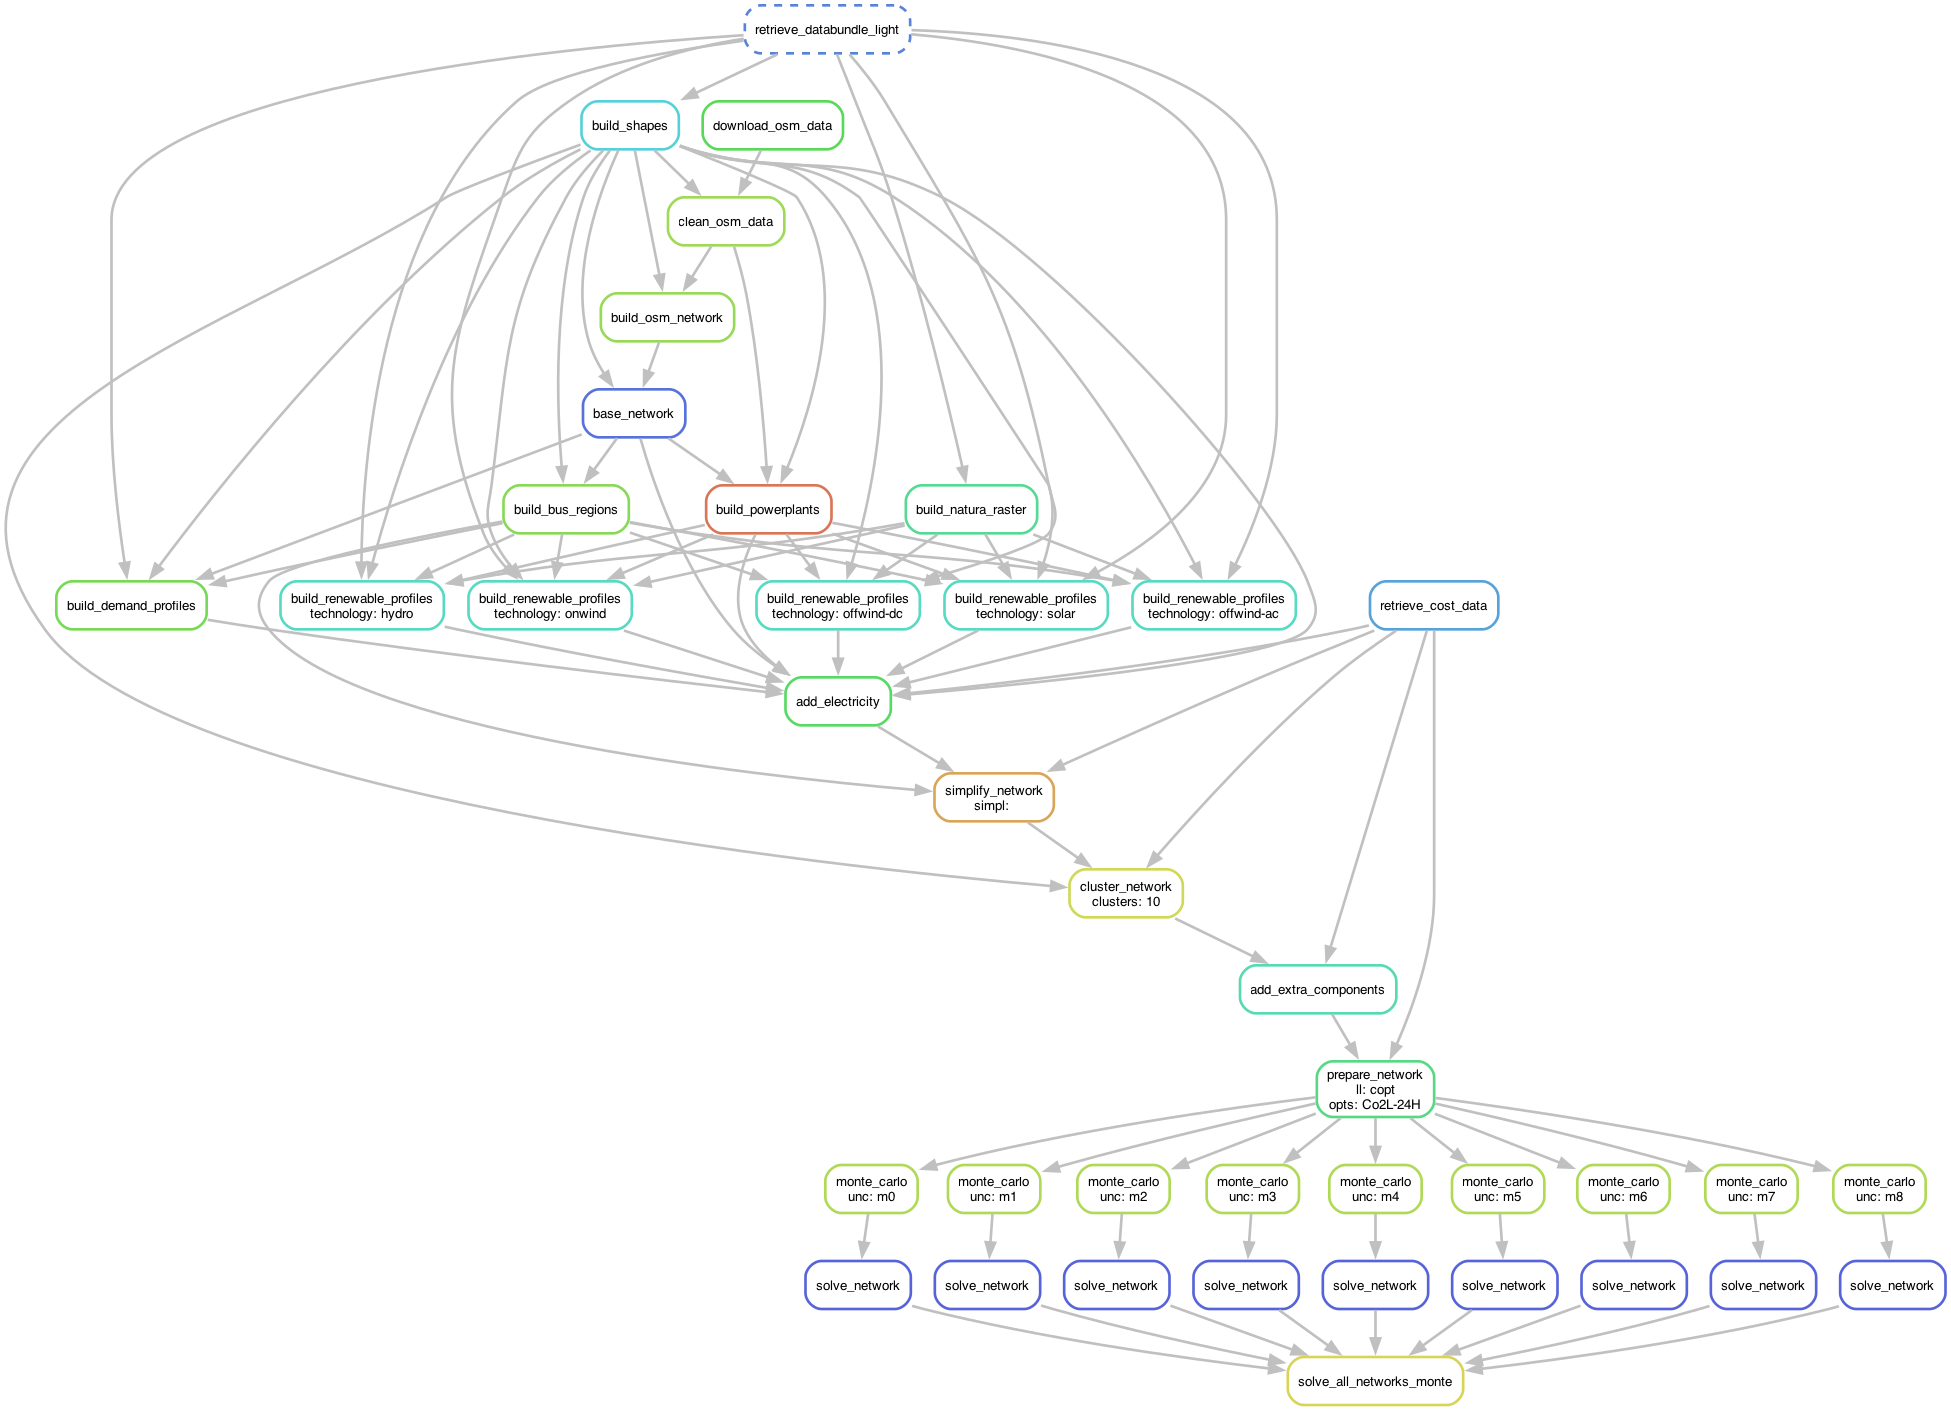 retrieve_databundle_light
build_shapes
download_osm_data
clean_osm_data
build_osm_network
base_network
build_bus_regions
build_powerplants
build_natura_raster
build_demand_profiles
build_renewable_profiles
technology: hydro
build_renewable_profiles
technology: onwind
build_renewable_profiles
technology: offwind-dc
build_renewable_profiles
technology: solar
build_renewable_profiles
technology: offwind-ac
retrieve_cost_data
add_electricity
simplify_network
simpl:
cluster_network
clusters: 10
add_extra_components
prepare_network
ll: copt
opts: Co2L-24H
monte_carlo
unc: m0
monte_carlo
unc: m1
monte_carlo
unc: m2
monte_carlo
unc: m3
monte_carlo
unc: m4
monte_carlo
unc: m5
monte_carlo
unc: m6
monte_carlo
unc: m7
monte_carlo
unc: m8
solve_network
solve_network
solve_network
solve_network
solve_network
solve_network
solve_network
solve_network
solve_network
solve_all_networks_monte